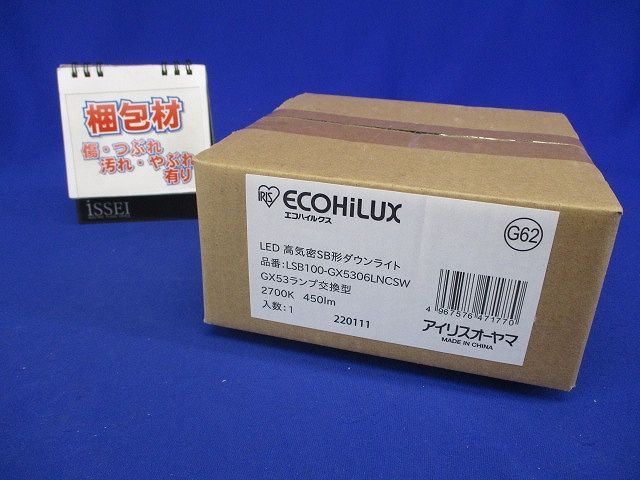 梱包材
傷・つぶれ
汚れ・やぶれ
有り
iSSEI
IRIS ECOHiLUX
エコハイルクス
G62
LED 高気密SB形ダウンライト
品番:LSB100-GX5306LNCSW
GX53ランプ交換型
2700K 450lm
入数:1
220111
4 967576 471770
アイリスオーヤマ
MADE IN CHINA